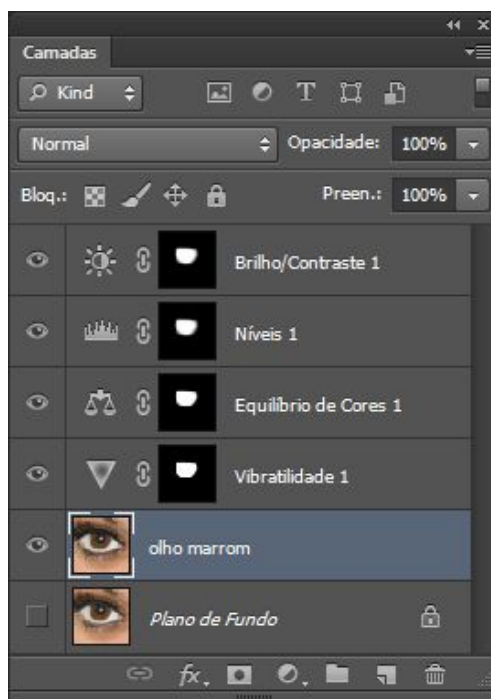 Camadas
Kind
Normal Opacidade: 100%
Bloq.: Preen.: 100%
Brilho/Contraste 1
Níveis 1
Equilíbrio de Cores 1
Vibratilidade 1
olho marrom
Plano de Fundo
fx